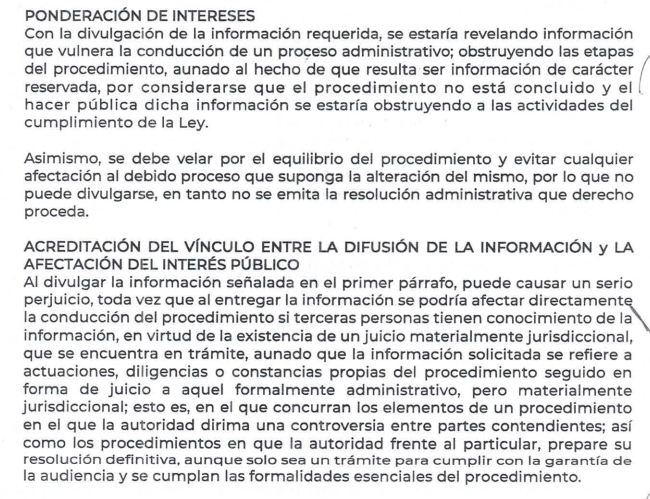 PONDERACIÓN DE INTERESES
Con la divulgación de la información requerida, se estaría revelando información
que vulnera la conducción de un proceso administrativo; obstruyendo las etapas
del procedimiento, aunado al hecho de que resulta ser información de carácter
reservada, por considerarse que el procedimiento no está concluido y el
hacer pública dicha información se estaría obstruyendo a las actividades del
cumplimiento de la Ley.
Asimismo, se debe velar por el equilibrio del procedimiento y evitar cualquier
afectación al debido proceso que suponga la alteración del mismo, por lo que no
puede divulgarse, en tanto no se emita la resolución administrativa que derecho
proceda.
ACREDITACIÓN DEL VÍNCULO ENTRE LA DIFUSIÓN DE LA INFORMACIÓN y LA
AFECTACIÓN DEL INTERÉS PÚBLICO
Al divulgar la información señalada en el primer párrafo, puede causar un serio
perjuicio, toda vez que al entregar la información se podría afectar directamente
la conducción del procedimiento si terceras personas tienen conocimiento de la
información, en virtud de la existencia de un juicio materialmente jurisdiccional,
que se encuentra en trámite, aunado que la información solicitada se refiere a
actuaciones, diligencias o constancias propias del procedimiento seguido en
forma de juicio a aquel formalmente administrativo, pero materialmente
jurisdiccional; esto es, en el que concurran los elementos de un procedimiento
en el que la autoridad dirima una controversia entre partes contendientes; así
como los procedimientos en que la autoridad frente al particular, prepare su
resolución definitiva, aunque solo sea un trámite para cumplir con la garantía de
la audiencia y se cumplan las formalidades esenciales del procedimiento.